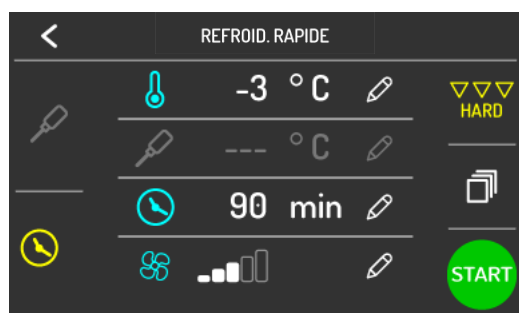 REFROID. RAPIDE
-3 °C
HARD
--- °C
90 min
START